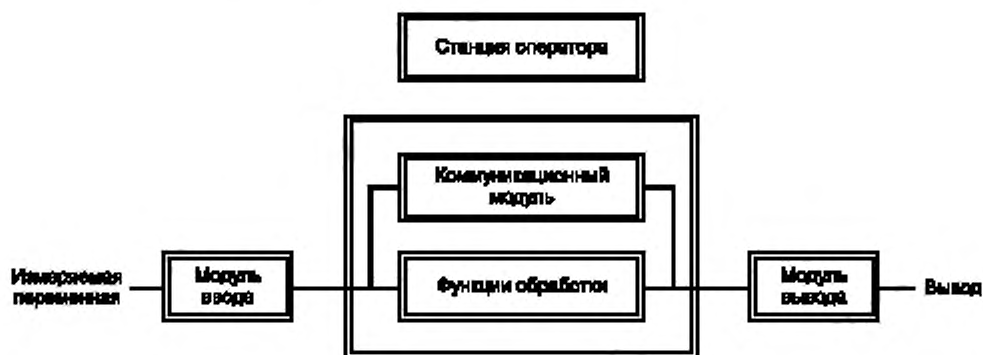 Станция оператора
Коммуникационный
модуль
Измеряемая
переменная
Модуль
ввода
Функции обработки
Модуль
вывода
Вывод